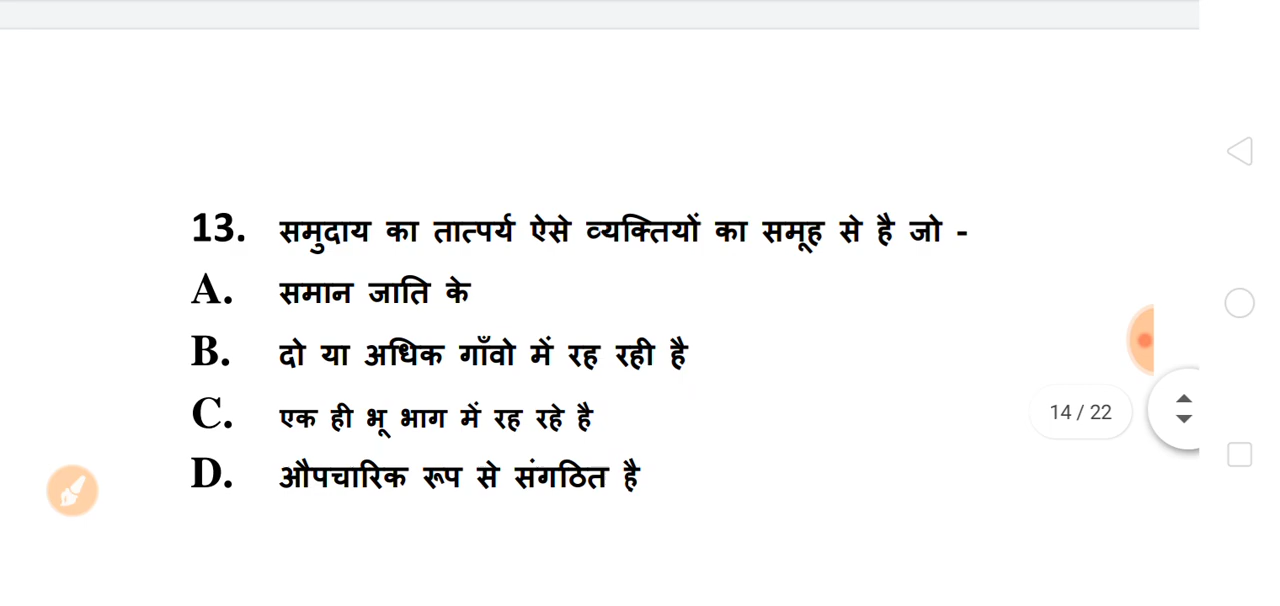 13. समुदाय का तात्पर्य ऐसे व्यक्तियों का समूह से है जो -
A. समान जाति के
B. दो या अधिक गाँवो में रह रही है
C. एक ही भू भाग में रह रहे है
14 / 22
D. औपचारिक रूप से संगठित है